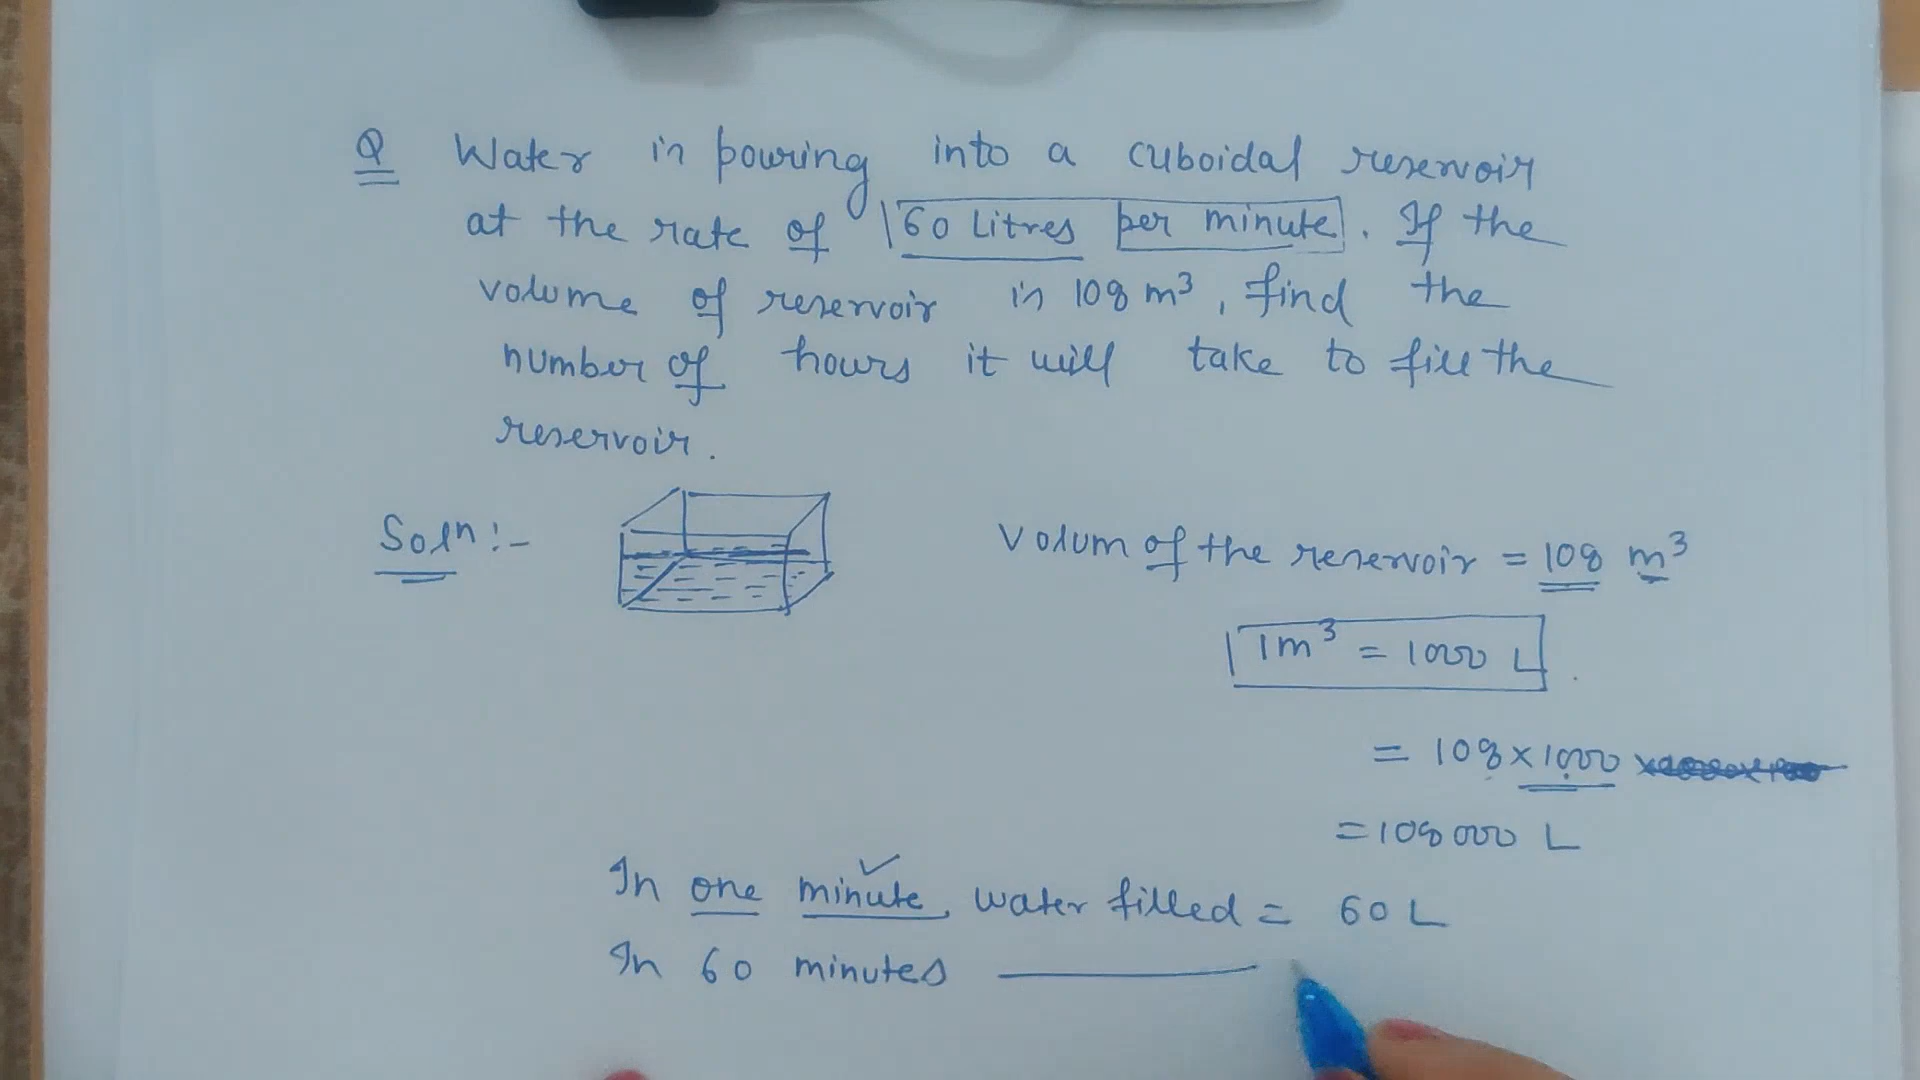 Q Water is pouring into a cuboidal reservoir
at the rate of 60 Litres per minute. If the
volume of reservoir is 108 m³, find the
number of hours it will take to fill the
reservoir.
Soln:-
Volum of the reservoir = 108 m³
1m³ = 1000 L
= 108×1000
= 108000 L
In one minute, water filled = 60 L
In 60 minutes